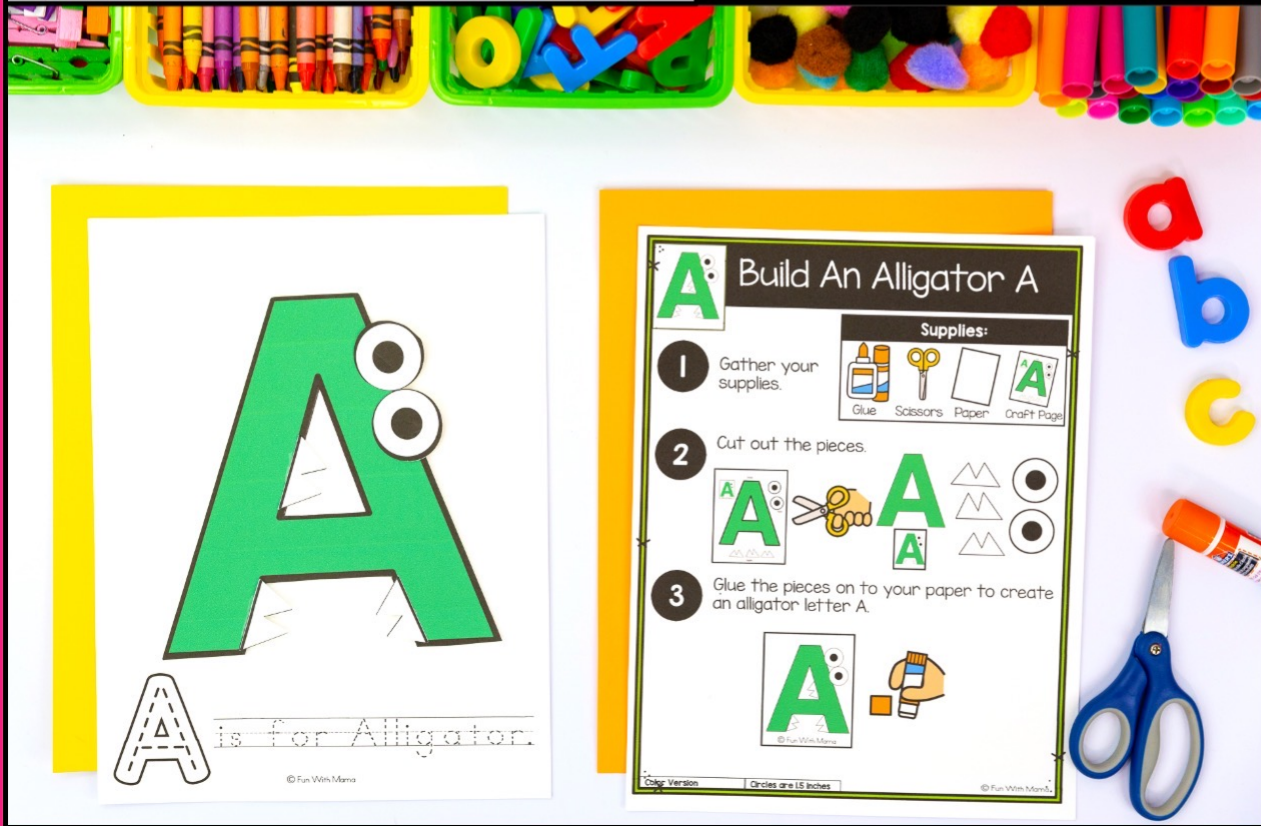 A
is for Alligator.
© Fun With Mama
A
Build An Alligator A
Supplies:
Glue Scissors Paper Craft Page
1
Gather your
supplies.
2
Cut out the pieces.
A
A
A
A
3
Glue the pieces on to your paper to create
an alligator letter A.
A
© Fun With Mama
Color Version
Circles are 1.5 inches
© Fun With Mama
a
b
c